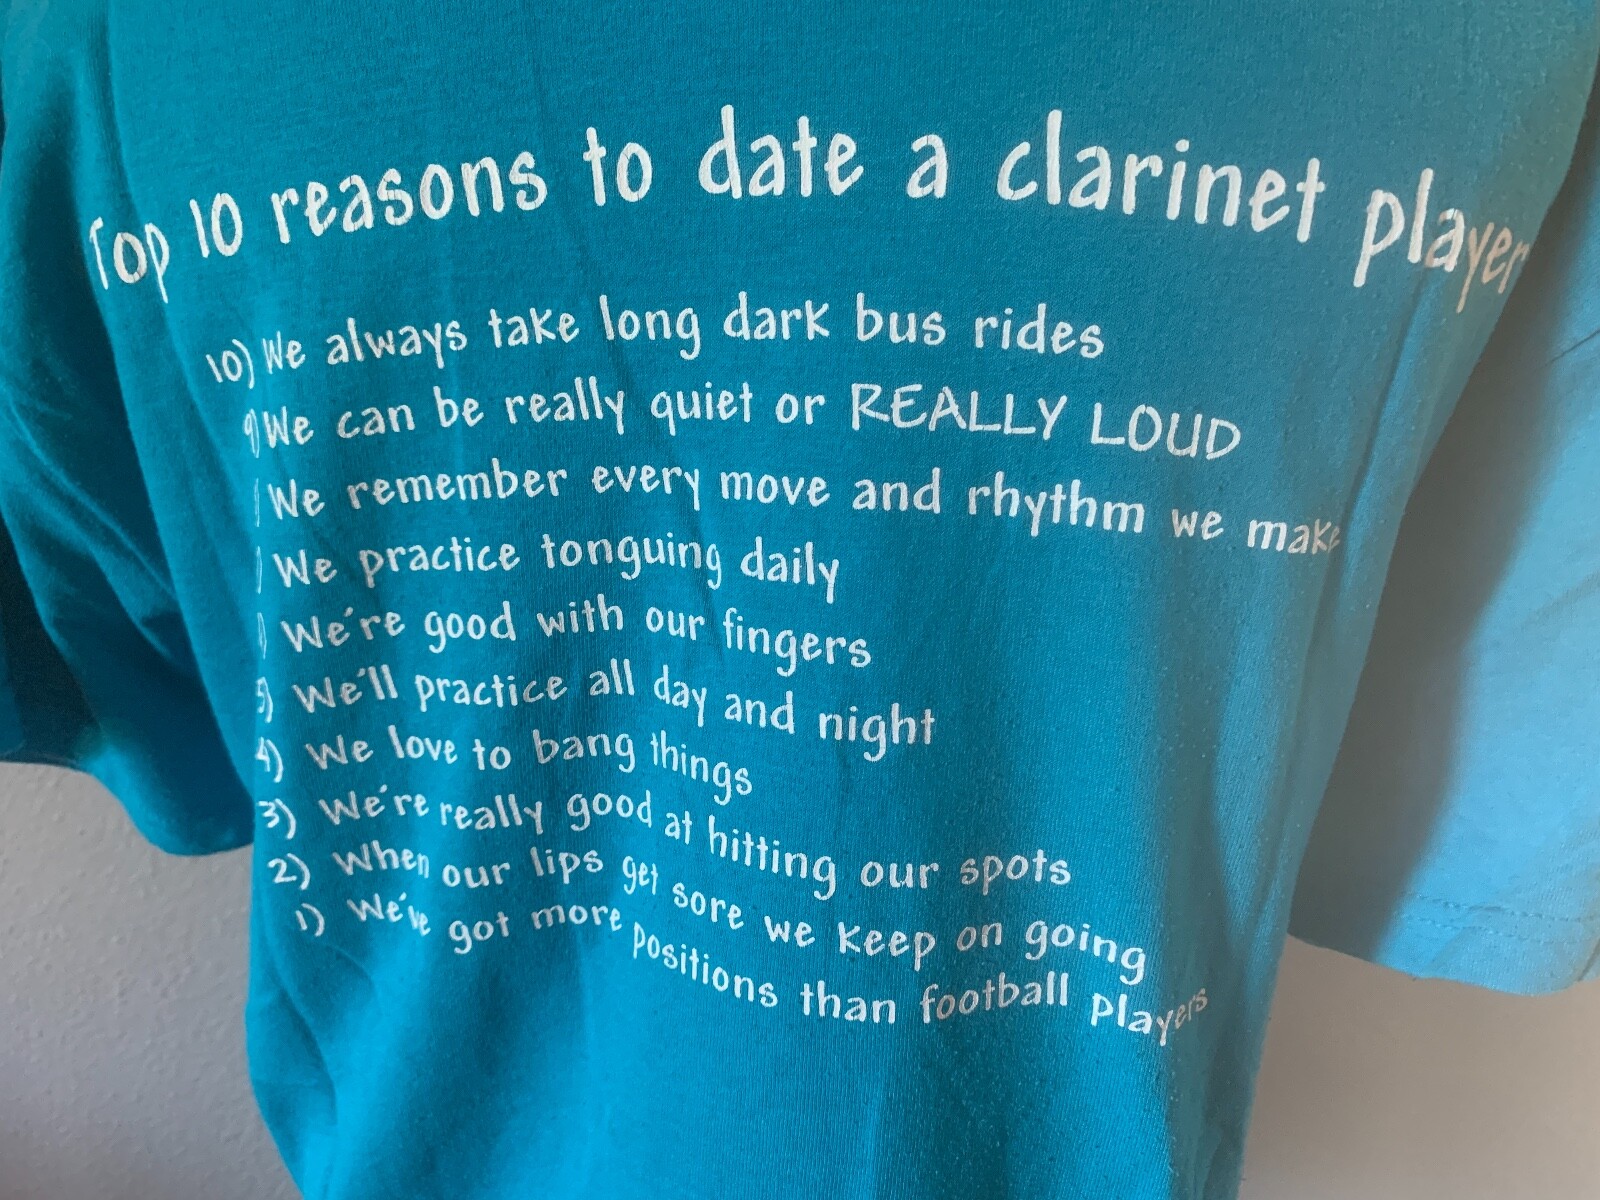 Top 10 reasons to date a clarinet player
10) We always take long dark bus rides
9) We can be really quiet or REALLY LOUD
) We remember every move and rhythm we make
) We practice tonguing daily
) We're good with our fingers
5) We'll practice all day and night
4) We love to bang things
3) We're really good at hitting our spots
2) When our lips get sore we keep on going
1) We've got more positions than football players